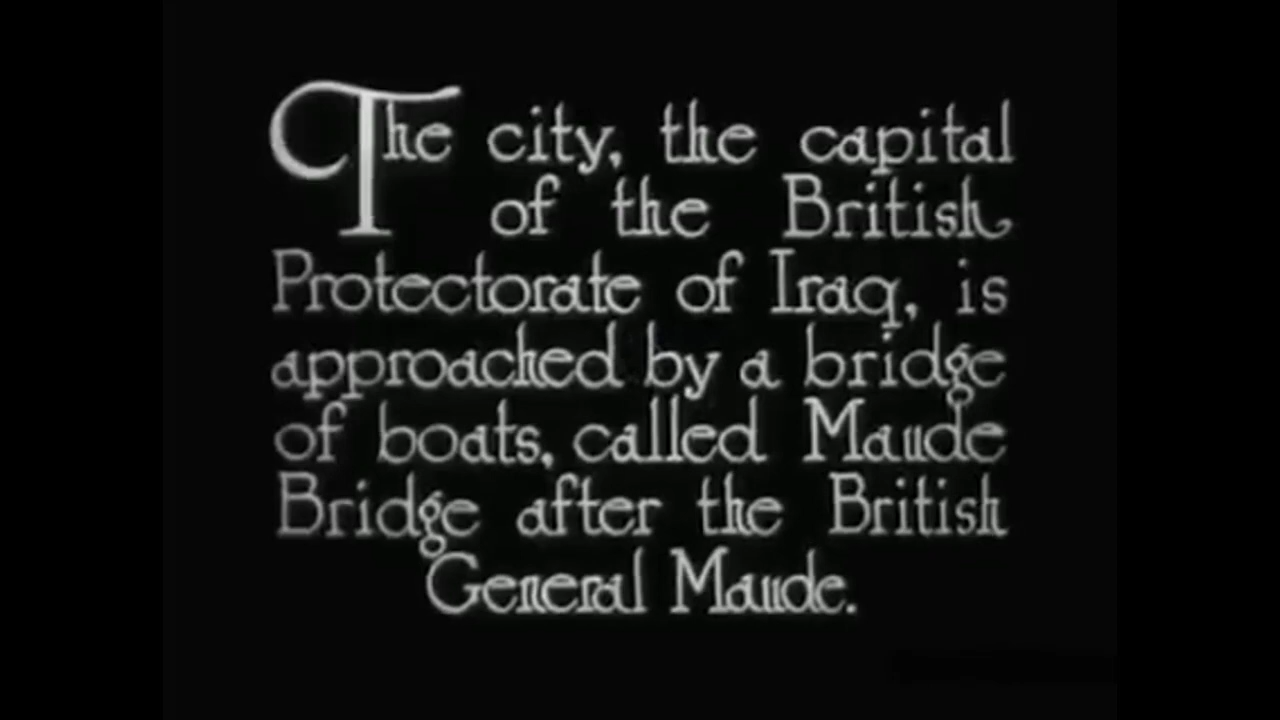 The city, the capital
of the British
Protectorate of Iraq, is
approached by a bridge
of boats, called Maude
Bridge after the British
General Maude.